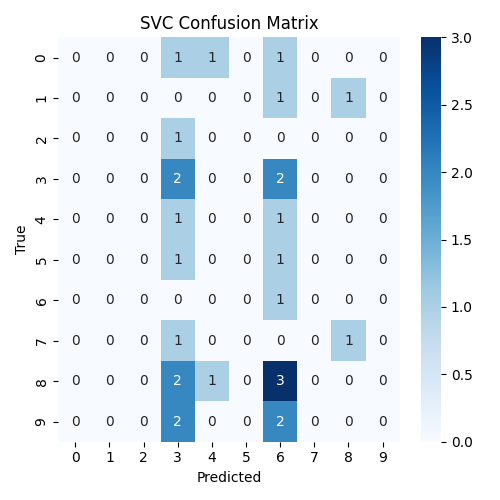 SVC Confusion Matrix
0 0 0 0 1 1 0 1 0 0 0
1 0 0 0 0 0 0 1 0 1 0
2 0 0 0 1 0 0 0 0 0 0
3 0 0 0 2 0 0 2 0 0 0
4 0 0 0 1 0 0 1 0 0 0
5 0 0 0 1 0 0 1 0 0 0
6 0 0 0 0 0 0 1 0 0 0
7 0 0 0 1 0 0 0 0 1 0
8 0 0 0 2 1 0 3 0 0 0
9 0 0 0 2 0 0 2 0 0 0
0 1 2 3 4 5 6 7 8 9
Predicted
True
3.0
2.5
2.0
1.5
1.0
0.5
0.0